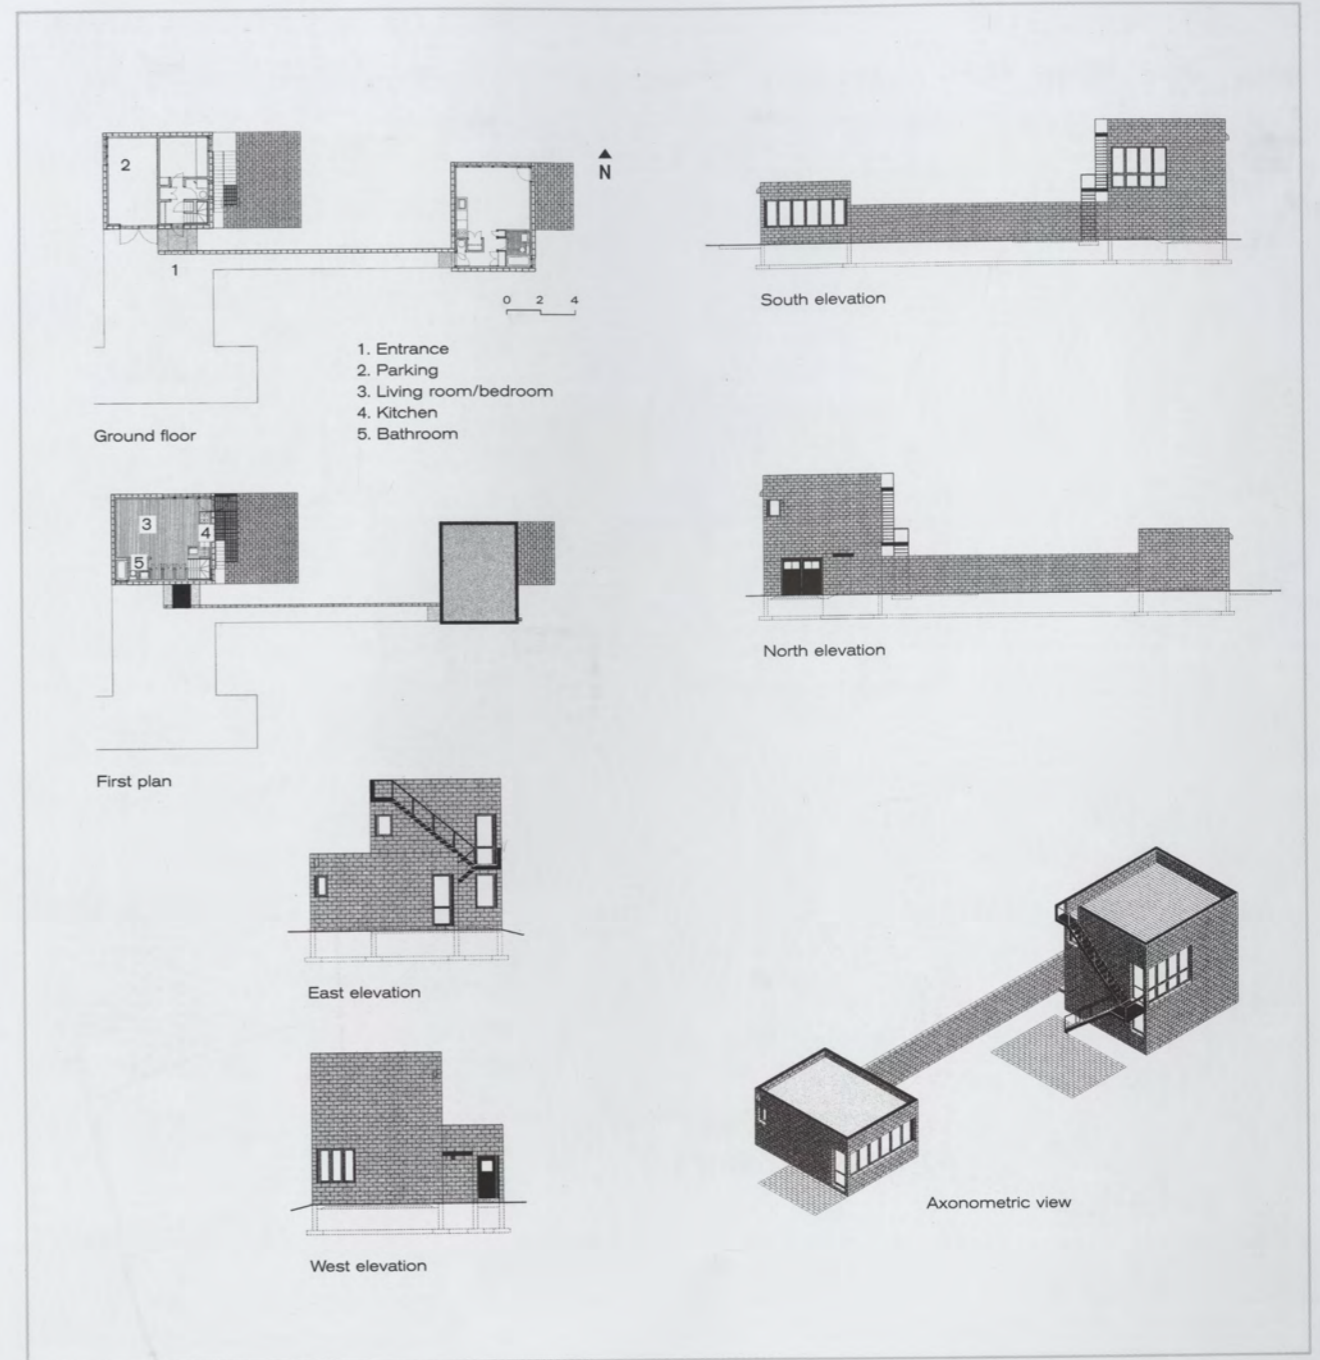 2
1
N
0 2 4
1. Entrance
2. Parking
3. Living room/bedroom
4. Kitchen
5. Bathroom
Ground floor
3
4
5
First plan
South elevation
North elevation
East elevation
West elevation
Axonometric view